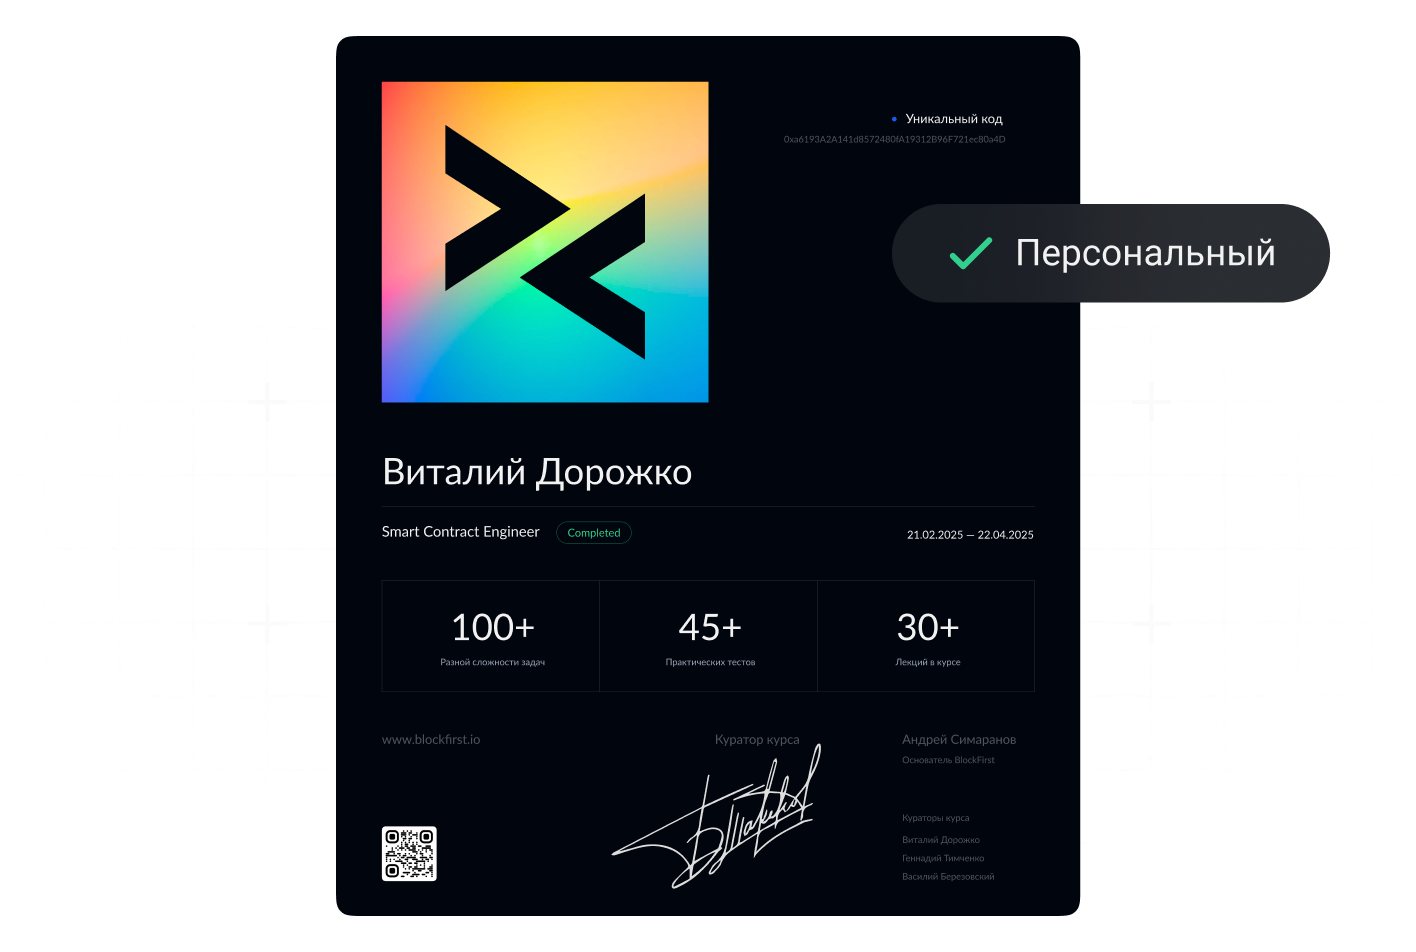 Уникальный код
0xa6193A2A141d8572480fA19312B96F721ec80a4D
Персональный
Виталий Дорожко
Smart Contract Engineer
Completed
21.02.2025 — 22.04.2025
100+
Разной сложности задач
45+
Практических тестов
30+
Лекций в курсе
www.blockfirst.io
Куратор курса
Андрей Симаранов
Основатель BlockFirst
Кураторы курса
Виталий Дорожко
Геннадий Тимченко
Василий Березовский